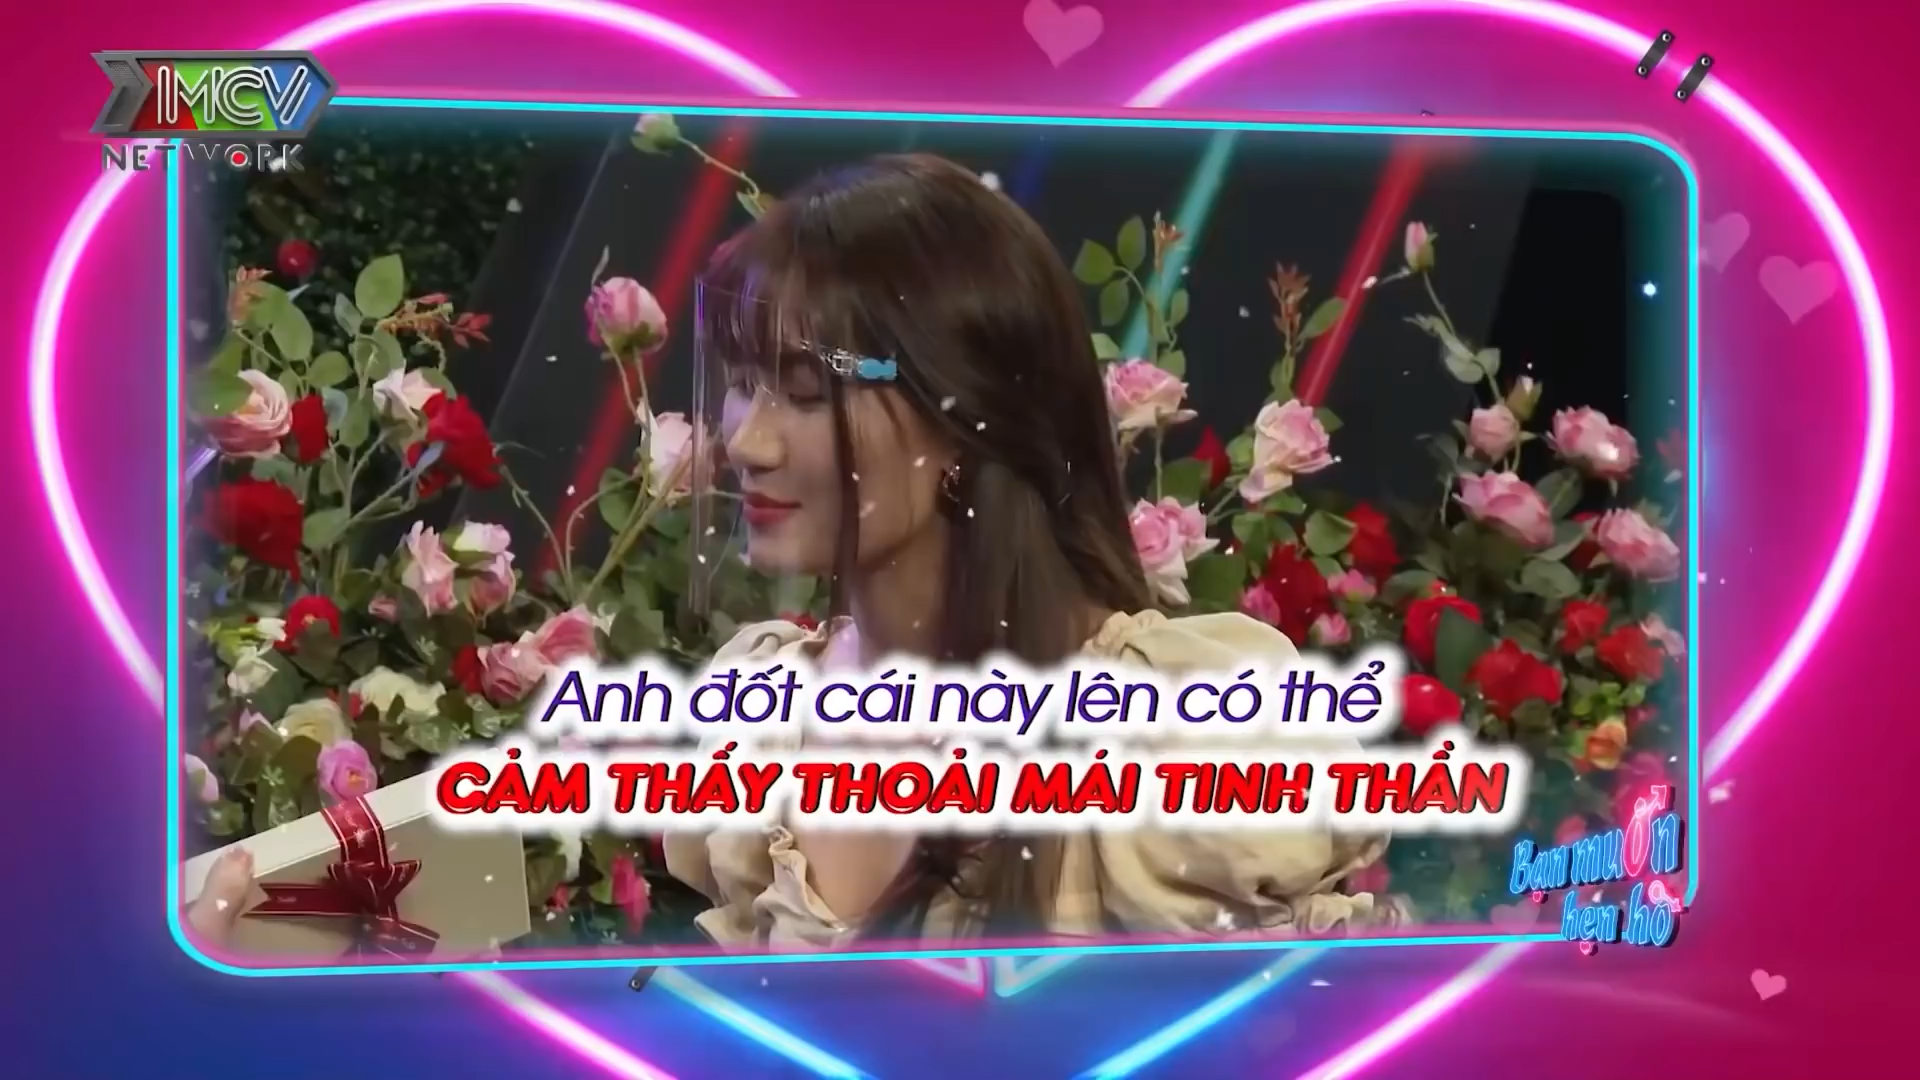 MCV
NETWORK
Anh đốt cái này lên có thể
CẢM THẤY THOẢI MÁI TINH THẦN
Bạn muốn
hẹn hò